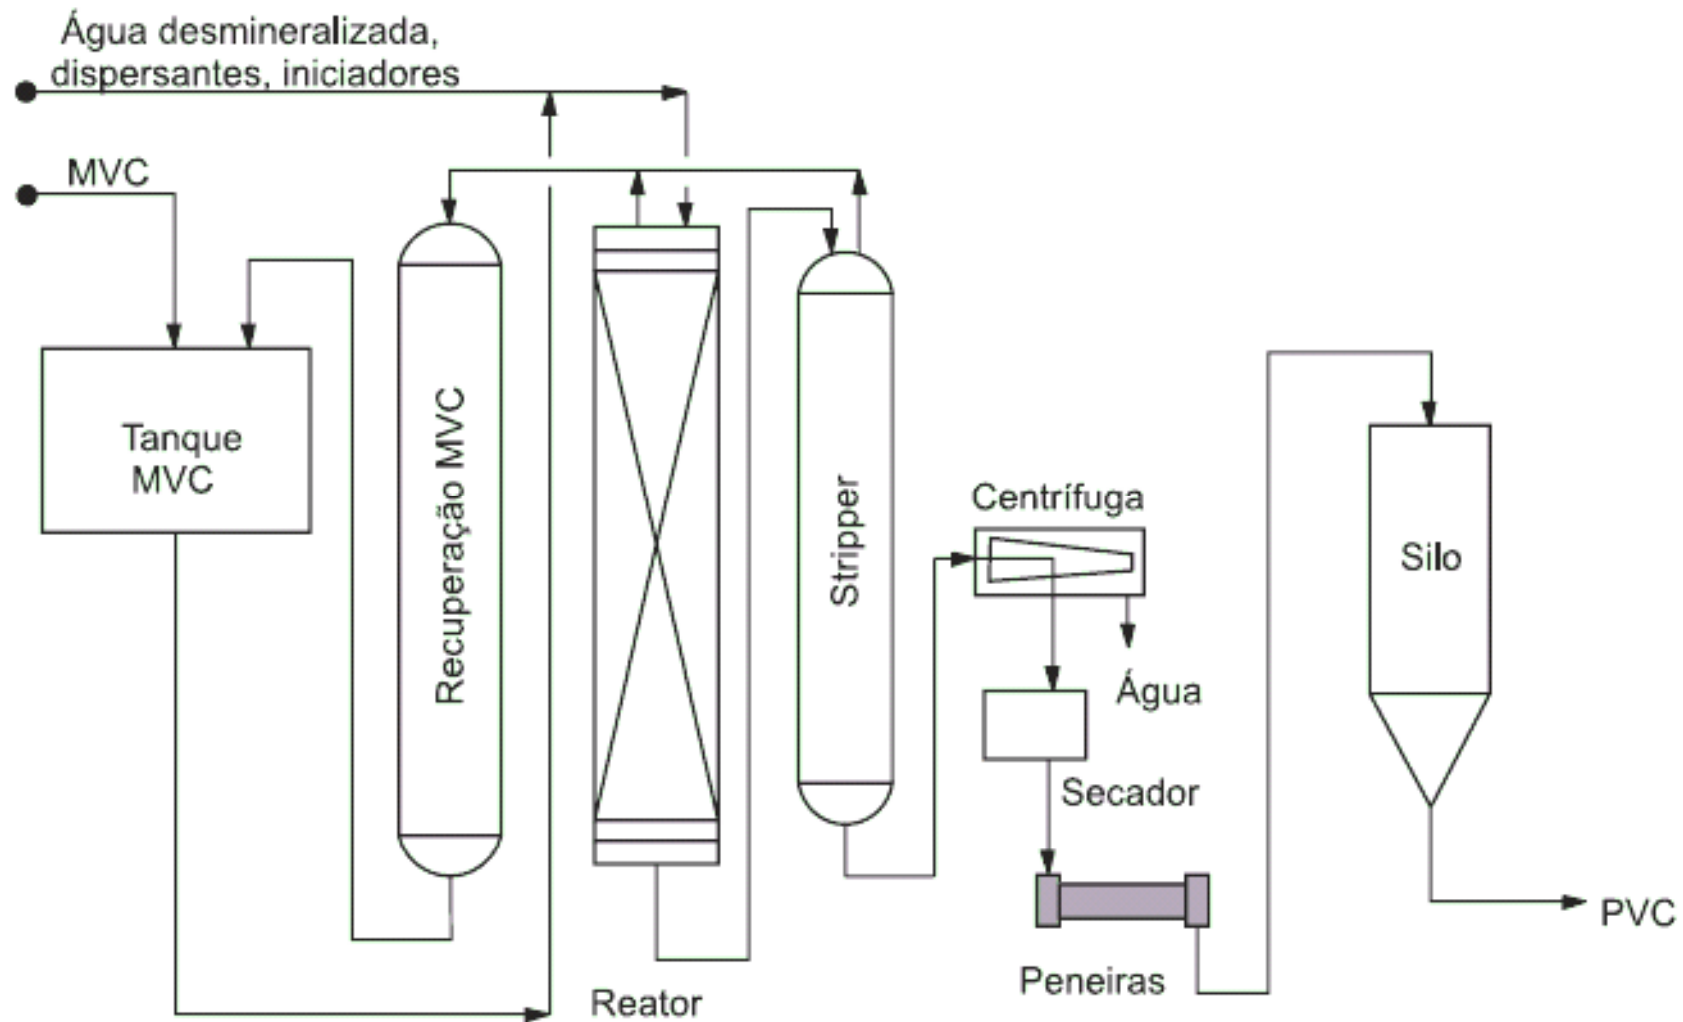 Água desmineralizada,
dispersantes, iniciadores
MVC
Tanque
MVC
Recuperação MVC
Reator
Stripper
Centrífuga
Água
Secador
Peneiras
Silo
PVC